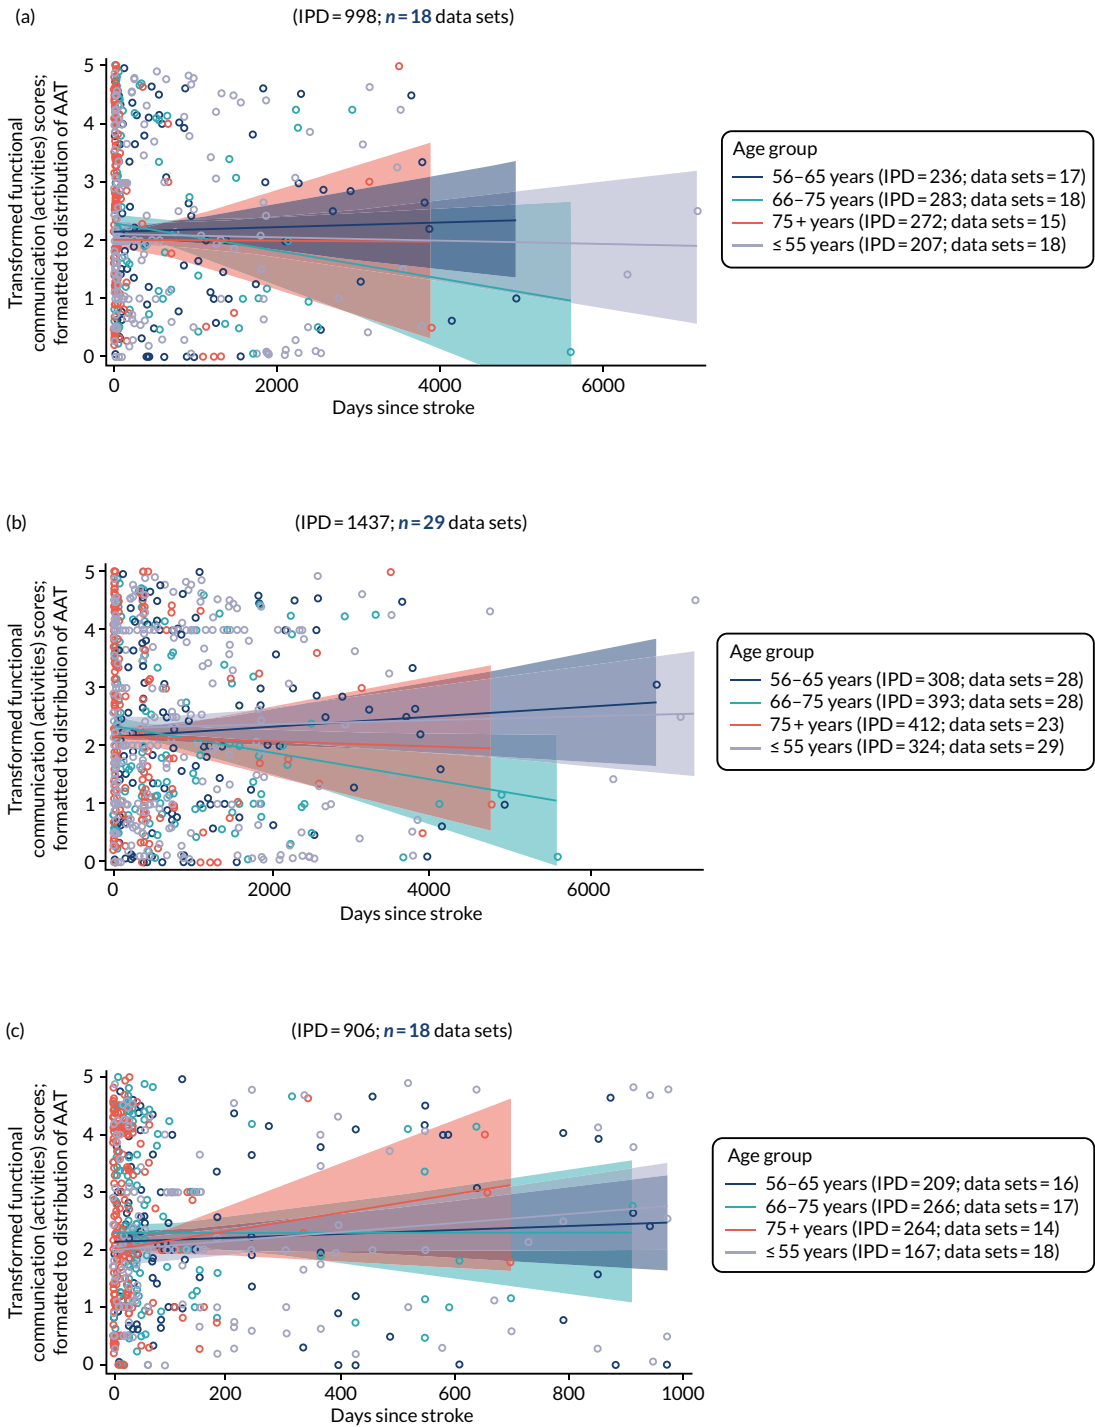 (a)
(IPD = 998; n = 18 data sets)
Transformed functional
communication (activities) scores;
formatted to distribution of AAT
5
4
3
2
1
0
0
2000
4000
6000
Days since stroke
Age group
56–65 years (IPD = 236; data sets = 17)
66–75 years (IPD = 283; data sets = 18)
75 + years (IPD = 272; data sets = 15)
≤ 55 years (IPD = 207; data sets = 18)
(b)
(IPD = 1437; n = 29 data sets)
Transformed functional
communication (activities) scores;
formatted to distribution of AAT
5
4
3
2
1
0
0
2000
4000
6000
Days since stroke
Age group
56–65 years (IPD = 308; data sets = 28)
66–75 years (IPD = 393; data sets = 28)
75 + years (IPD = 412; data sets = 23)
≤ 55 years (IPD = 324; data sets = 29)
(c)
(IPD = 906; n = 18 data sets)
Transformed functional
communication (activities) scores;
formatted to distribution of AAT
5
4
3
2
1
0
0
200
400
600
800
1000
Days since stroke
Age group
56–65 years (IPD = 209; data sets = 16)
66–75 years (IPD = 266; data sets = 17)
75 + years (IPD = 264; data sets = 14)
≤ 55 years (IPD = 167; data sets = 18)